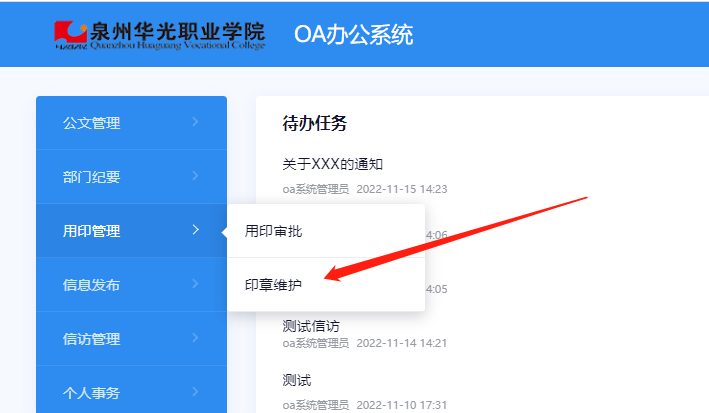 泉州华光职业学院
Quanzhou Huaguang Vocational College
OA办公系统
公文管理
部门纪要
用印管理
信息发布
信访管理
个人事务
用印审批
印章维护
待办任务
关于XXX的通知
oa系统管理员 2022-11-15 14:23
4:06
4:05
测试信访
oa系统管理员 2022-11-14 14:21
测试
oa系统管理员 2022-11-10 17:31